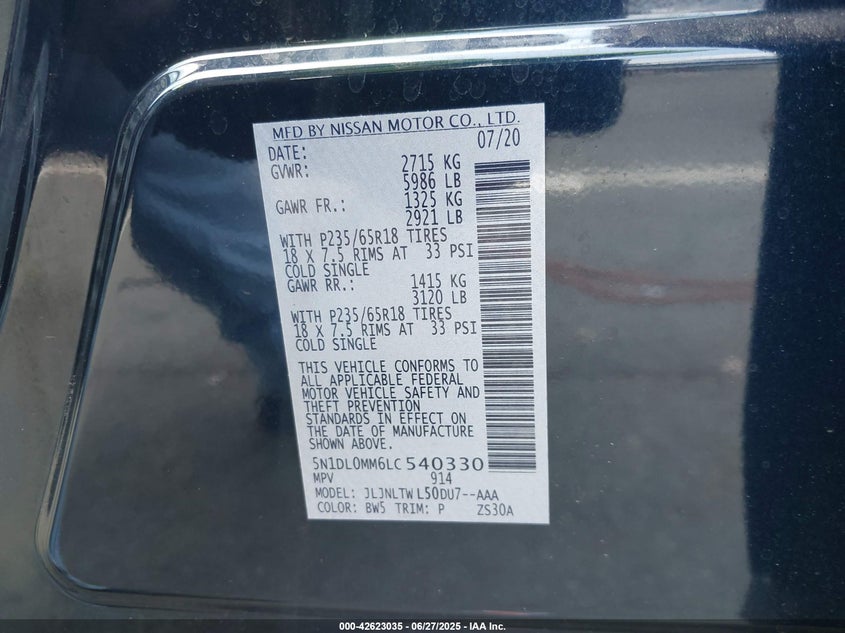 MFD BY NISSAN MOTOR CO., LTD.
DATE: 07/20
GVWR: 2715 KG
5986 LB
GAWR FR.: 1325 KG
2921 LB
WITH P235/65R18 TIRES
18 X 7.5 RIMS AT 33 PSI
COLD SINGLE
GAWR RR.: 1415 KG
3120 LB
WITH P235/65R18 TIRES
18 X 7.5 RIMS AT 33 PSI
COLD SINGLE
THIS VEHICLE CONFORMS TO
ALL APPLICABLE FEDERAL
MOTOR VEHICLE SAFETY AND
THEFT PREVENTION
STANDARDS IN EFFECT ON
THE DATE OF MANUFACTURE
SHOWN ABOVE.
5N1DL0MM6LC540330
MPV 914
MODEL: JLJNLTWL50DU7--AAA
COLOR: BW5 TRIM: P ZS30A
000-42623035 - 06/27/2025 - IAA Inc.